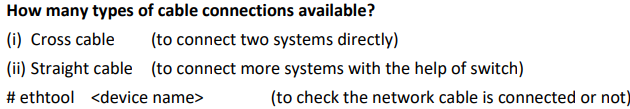 How many types of cable connections available?
(i) Cross cable (to connect two systems directly)
(ii) Straight cable (to connect more systems with the help of switch)
# ethtool <device name> (to check the network cable is connected or not)